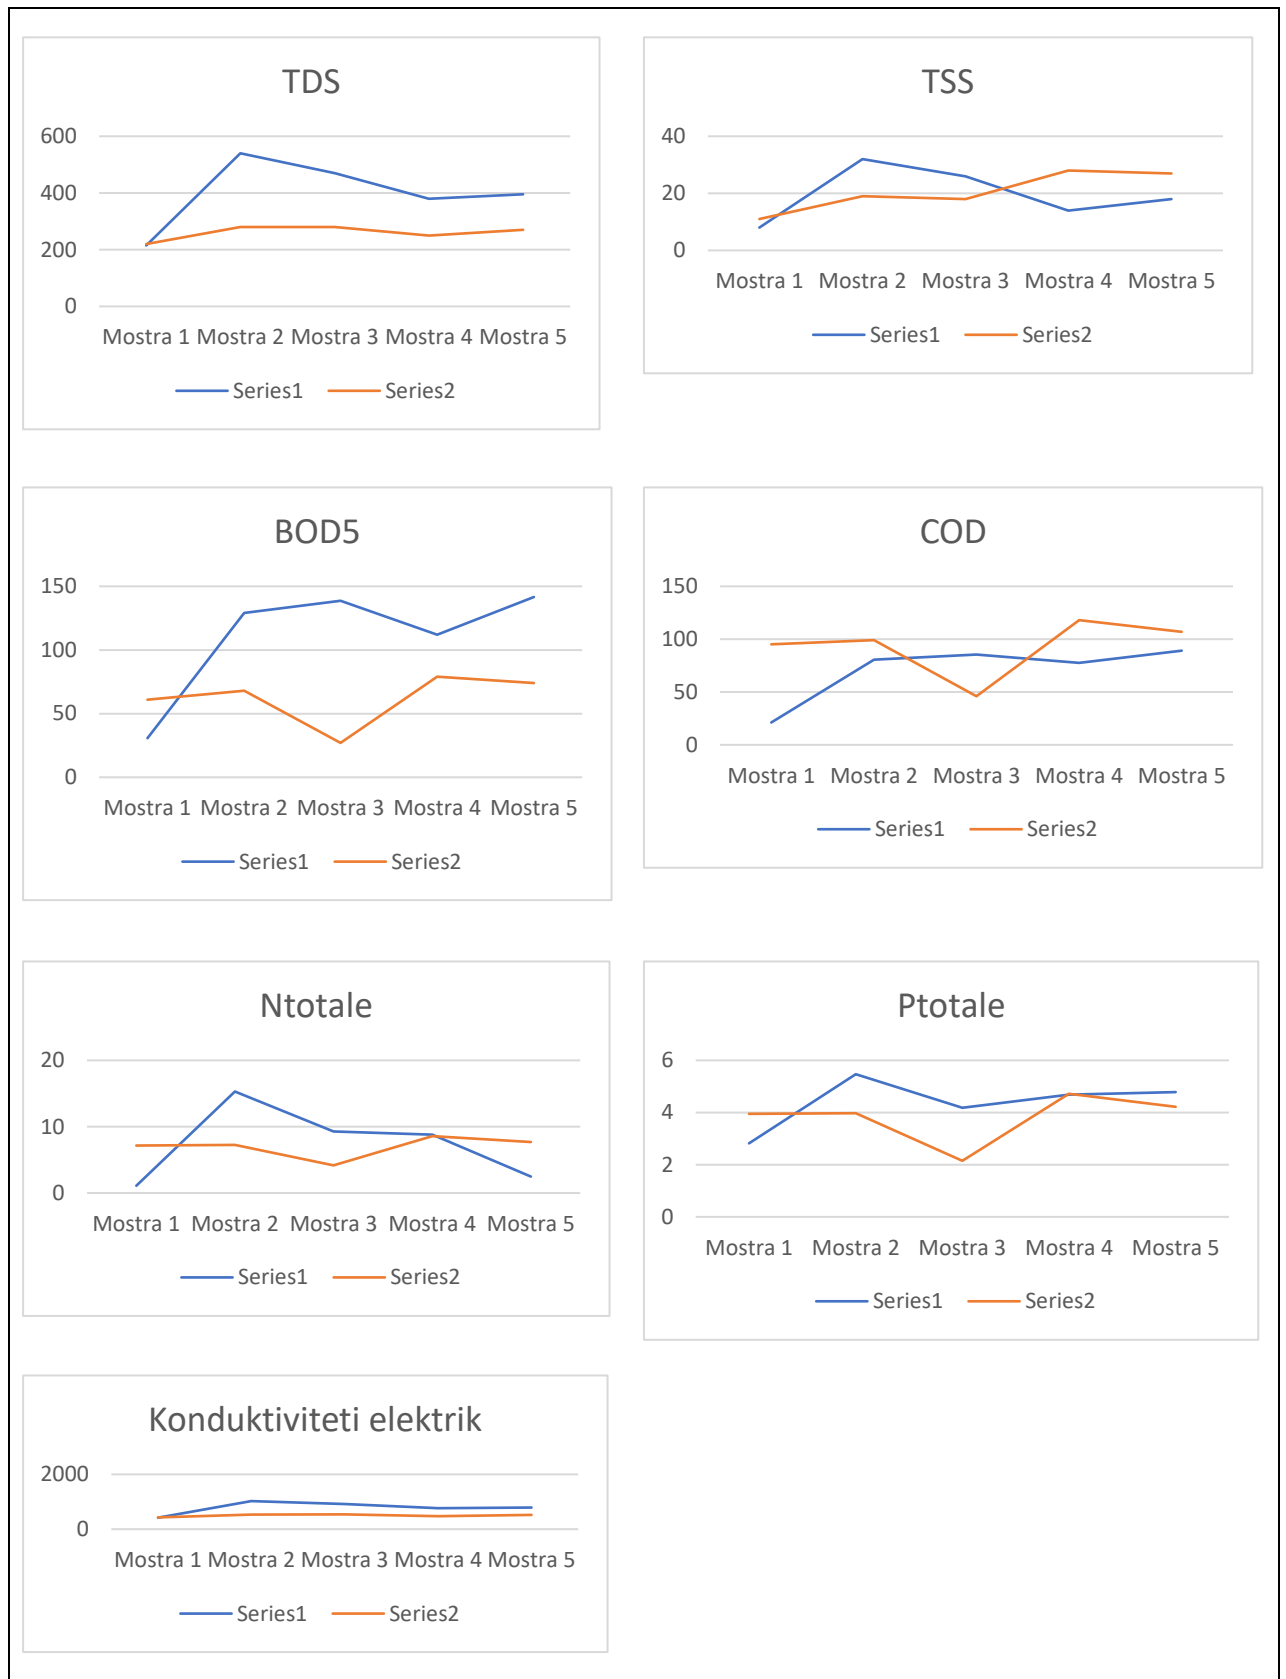 TDS
600
400
200
0
Mostra 1 Mostra 2 Mostra 3 Mostra 4 Mostra 5
Series1 Series2
TSS
40
20
0
Mostra 1 Mostra 2 Mostra 3 Mostra 4 Mostra 5
Series1 Series2
BOD5
150
100
50
0
Mostra 1 Mostra 2 Mostra 3 Mostra 4 Mostra 5
Series1 Series2
COD
150
100
50
0
Mostra 1 Mostra 2 Mostra 3 Mostra 4 Mostra 5
Series1 Series2
Ntotale
20
10
0
Mostra 1 Mostra 2 Mostra 3 Mostra 4 Mostra 5
Series1 Series2
Ptotale
6
4
2
0
Mostra 1 Mostra 2 Mostra 3 Mostra 4 Mostra 5
Series1 Series2
Konduktiviteti elektrik
2000
0
Mostra 1 Mostra 2 Mostra 3 Mostra 4 Mostra 5
Series1 Series2